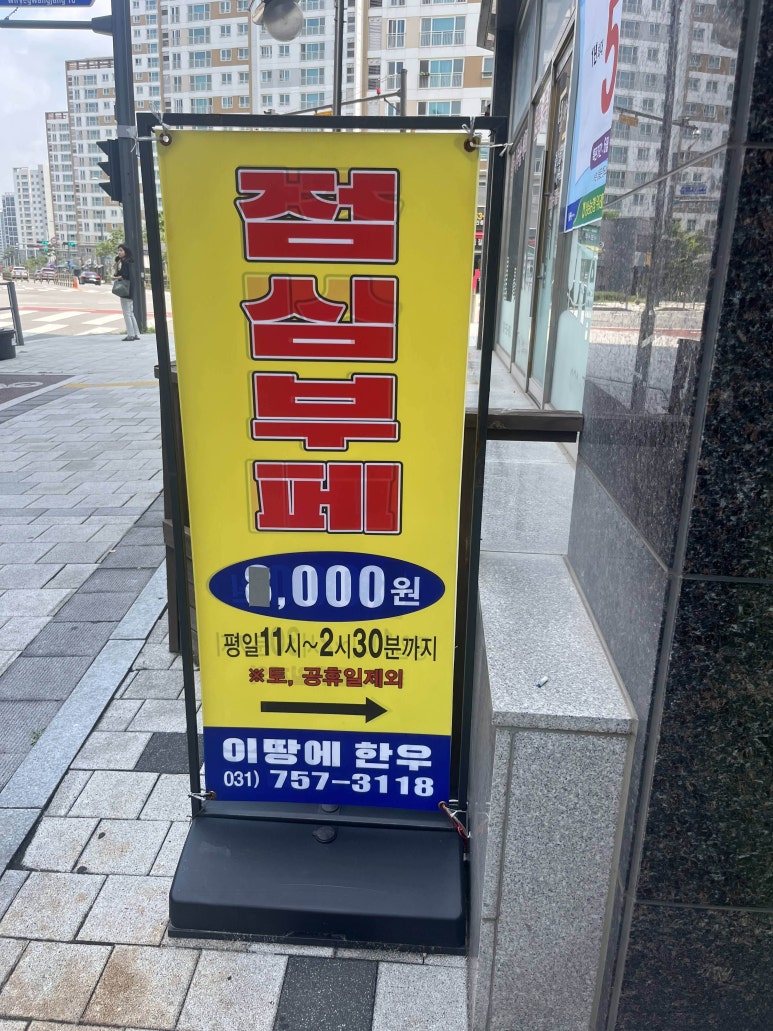 점
심
부
페
,000원
평일11시~2시30분까지
※토, 공휴일제외
이땅에 한우
031) 757-3118
5